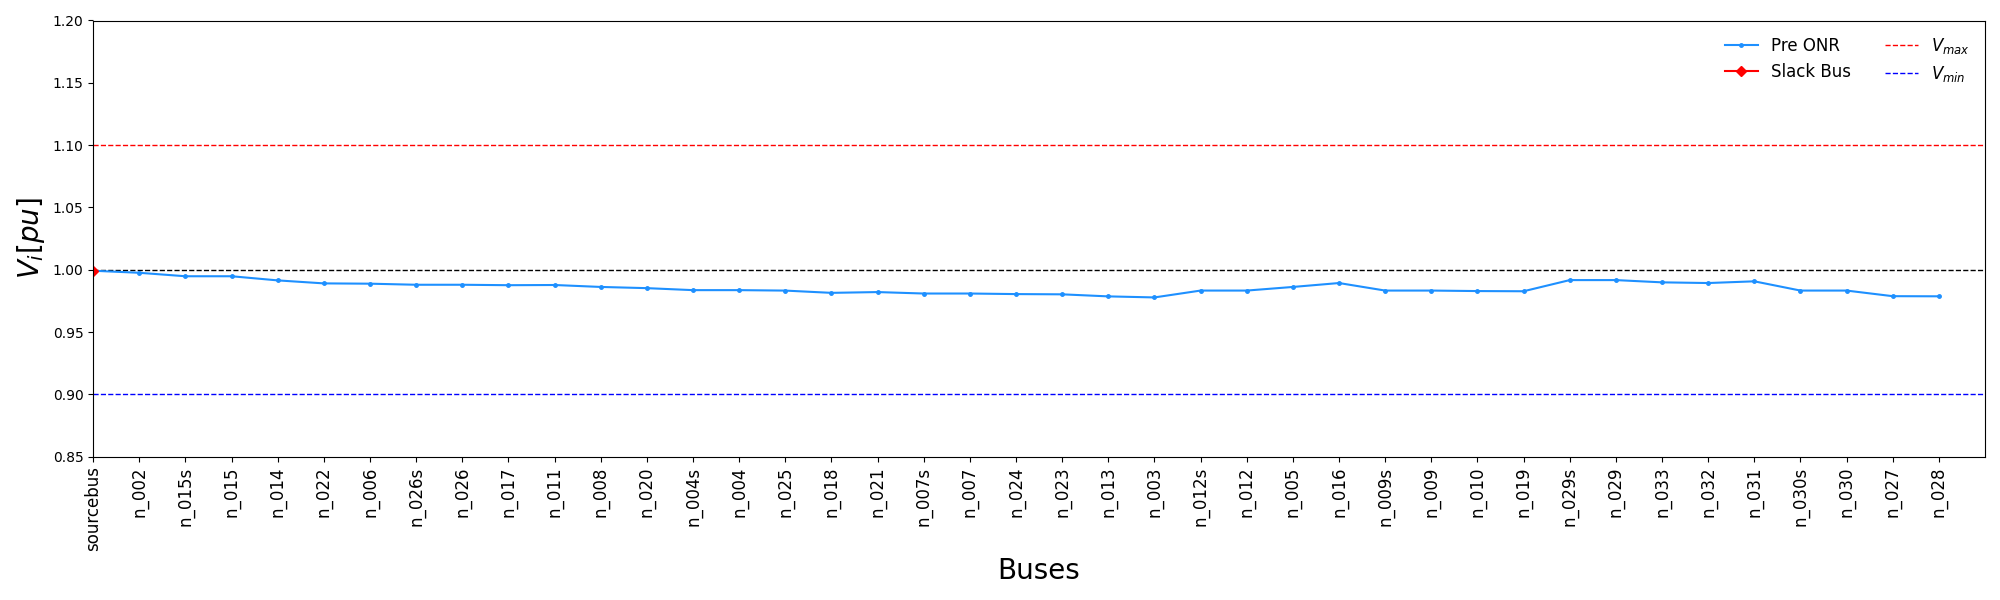 1.20
1.15
1.10
1.05
1.00
0.95
0.90
0.85
V_i[pu]
Pre ONR
Slack Bus
V_max
V_min
sourcebus
n_002
n_015s
n_015
n_014
n_022
n_006
n_026s
n_026
n_017
n_011
n_008
n_020
n_004s
n_004
n_025
n_018
n_021
n_007s
n_007
n_024
n_023
n_013
n_003
n_012s
n_012
n_005
n_016
n_009s
n_009
n_010
n_019
n_029s
n_029
n_033
n_032
n_031
n_030s
n_030
n_027
n_028
Buses